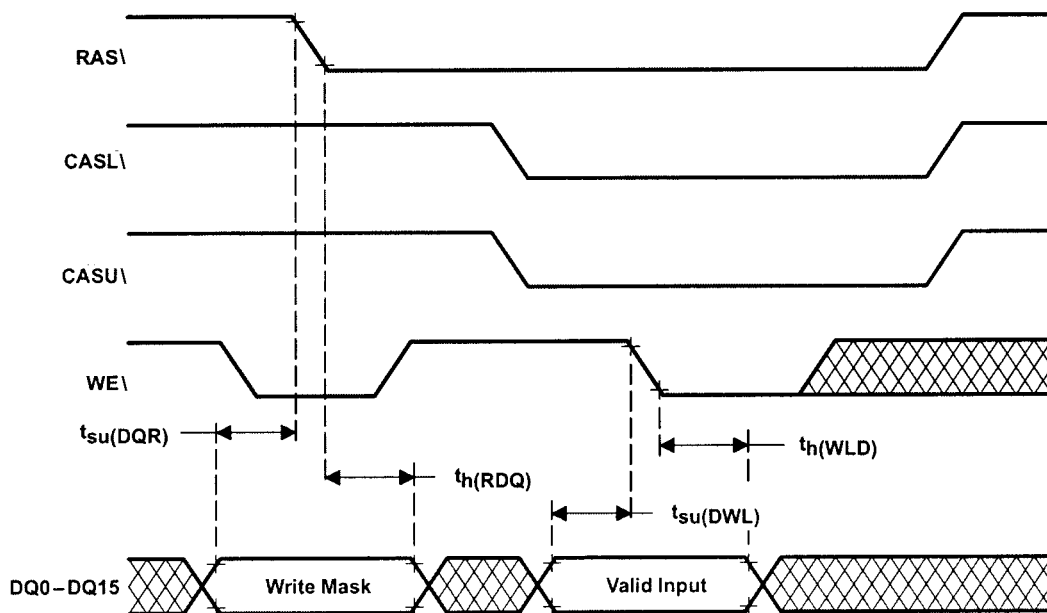 RAS\
CASL\
CASU\
WE\
tsu(DQR)
th(WLD)
th(RDQ)
tsu(DWL)
DQ0–DQ15
Write Mask
Valid Input